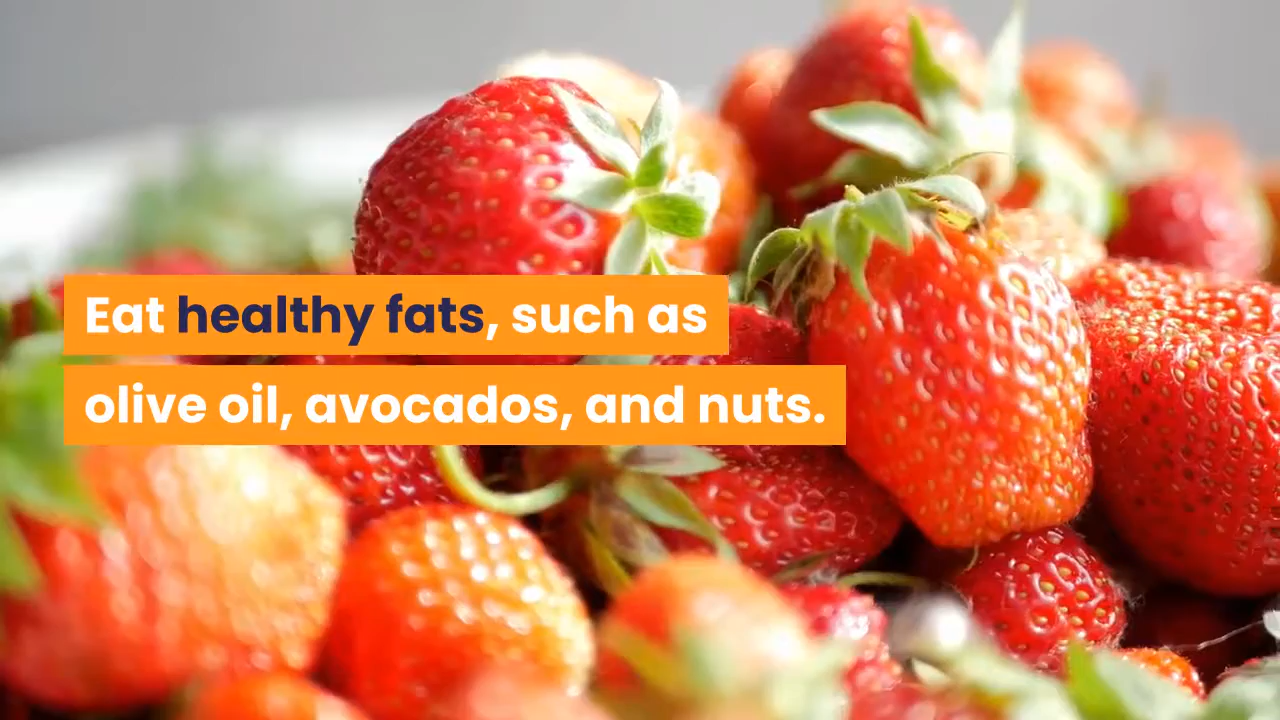 Eat healthy fats, such as
olive oil, avocados, and nuts.